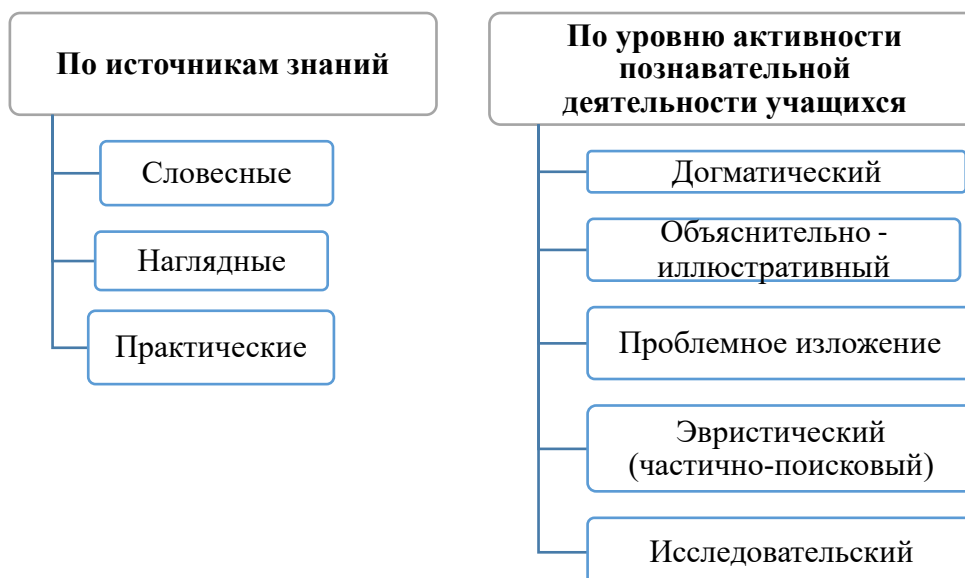 По источникам знаний
Словесные
Наглядные
Практические
По уровню активности
познавательной
деятельности учащихся
Догматический
Объяснительно -
иллюстративный
Проблемное изложение
Эвристический
(частично-поисковый)
Исследовательский